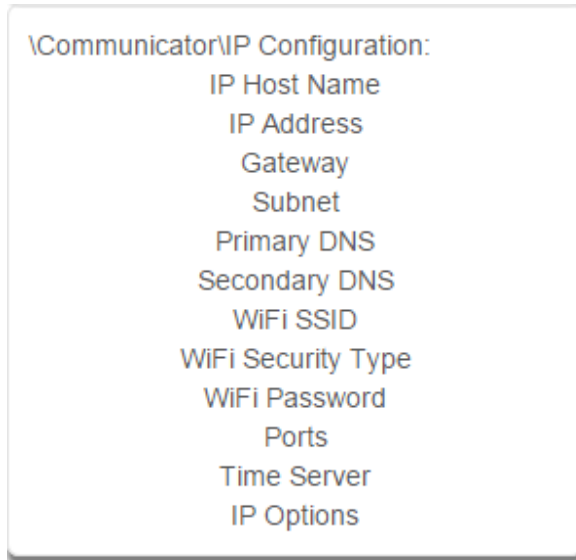 \Communicator\IP Configuration:
IP Host Name
IP Address
Gateway
Subnet
Primary DNS
Secondary DNS
WiFi SSID
WiFi Security Type
WiFi Password
Ports
Time Server
IP Options